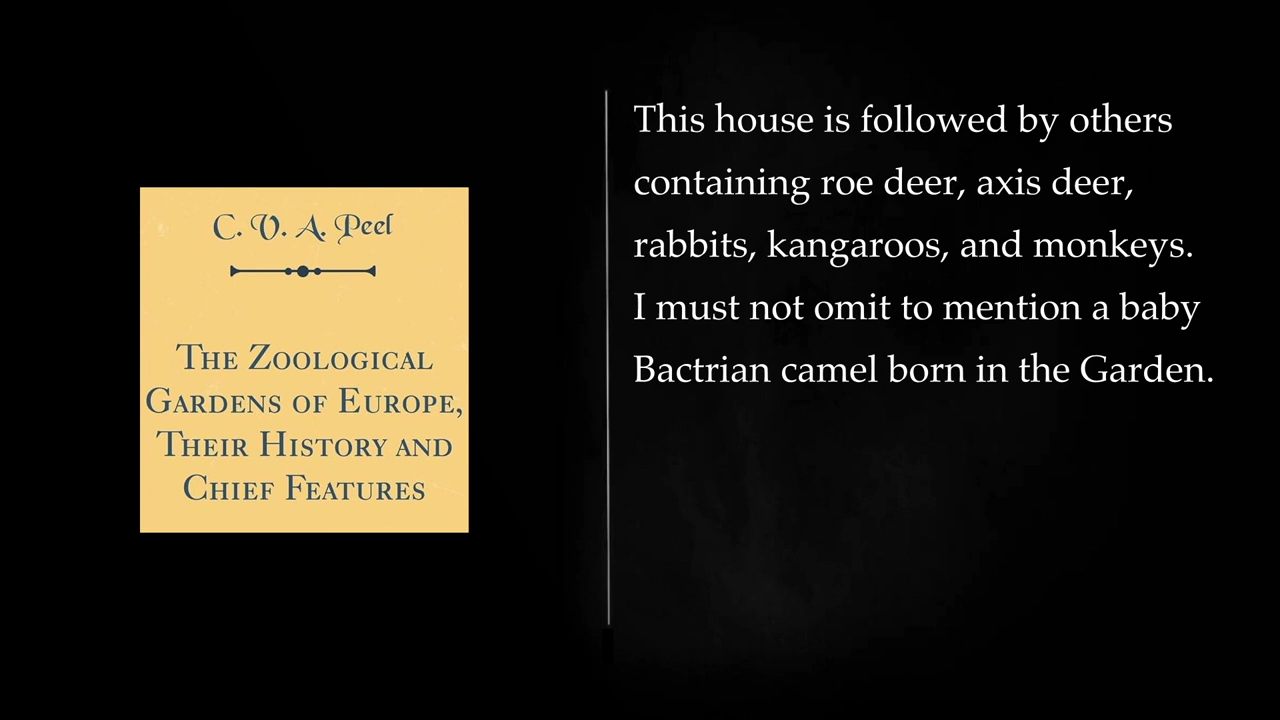 C. V. A. Peel
The Zoological
Gardens of Europe,
Their History and
Chief Features
This house is followed by others
containing roe deer, axis deer,
rabbits, kangaroos, and monkeys.
I must not omit to mention a baby
Bactrian camel born in the Garden.